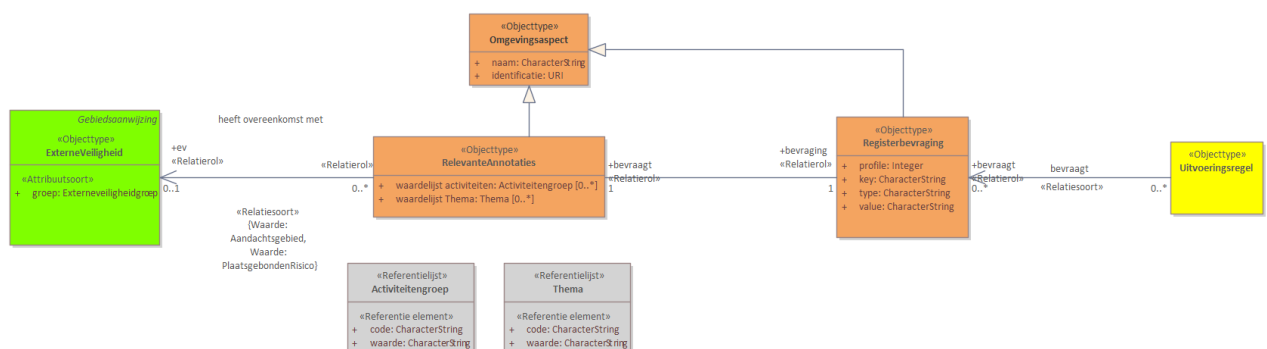 «Objecttype»
Omgevingsaspect
+ naam: CharacterString
+ identificatie: URI
Gebiedsaanwijzing
«Objecttype»
ExterneVeiligheid
«Attribuutsoort»
+ groep: Externeveiligheidgroep
heeft overeenkomst met
+ev
«Relatierol»
0..1
«Relatierol»
0..*
«Relatiesoort»
{Waarde:
Aandachtsgebied,
Waarde:
PlaatsgebondenRisico}
«Objecttype»
RelevanteAnnotaties
+ waardelijst activiteiten: Activiteitengroep [0..*]
+ waardelijst Thema: Thema [0..*]
+bevraagt
«Relatierol»
1
+bevraging
«Relatierol»
1
«Objecttype»
Registerbevraging
+ profile: Integer
+ key: CharacterString
+ type: CharacterString
+ value: CharacterString
+bevraagt
«Relatierol»
0..*
bevraagt
«Relatiesoort»
0..*
«Objecttype»
Uitvoeringsregel
«Referentielijst»
Activiteitengroep
«Referentie element»
+ code: CharacterString
+ waarde: CharacterString
«Referentielijst»
Thema
«Referentie element»
+ code: CharacterString
+ waarde: CharacterString